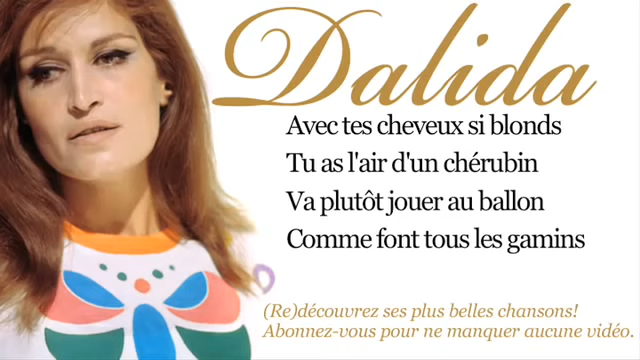 Dalida
Avec tes cheveux si blonds
Tu as l'air d'un chérubin
Va plutôt jouer au ballon
Comme font tous les gamins
(Re)découvrez ses plus belles chansons!
Abonnez-vous pour ne manquer aucune vidéo.